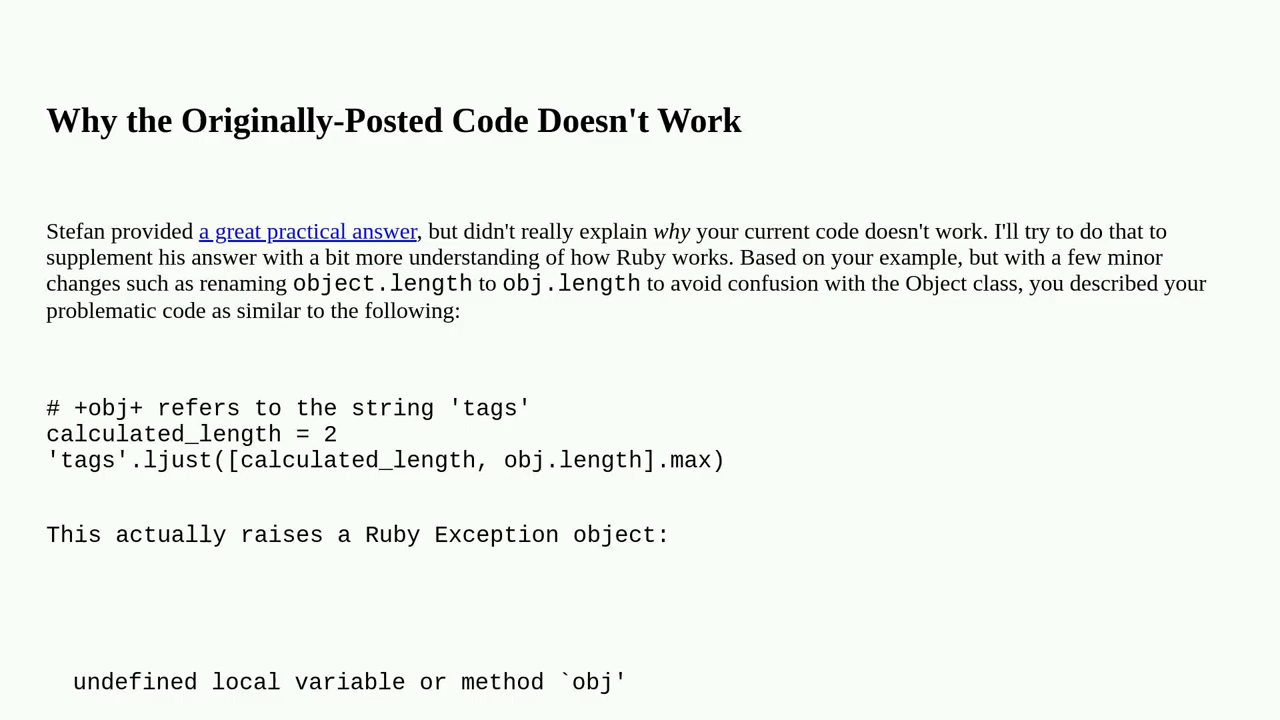 Why the Originally-Posted Code Doesn't Work
Stefan provided a great practical answer, but didn't really explain why your current code doesn't work. I'll try to do that to
supplement his answer with a bit more understanding of how Ruby works. Based on your example, but with a few minor
changes such as renaming object.length to obj.length to avoid confusion with the Object class, you described your
problematic code as similar to the following:
# +obj+ refers to the string 'tags'
calculated_length = 2
'tags'.ljust([calculated_length, obj.length].max)
This actually raises a Ruby Exception object:
undefined local variable or method `obj'